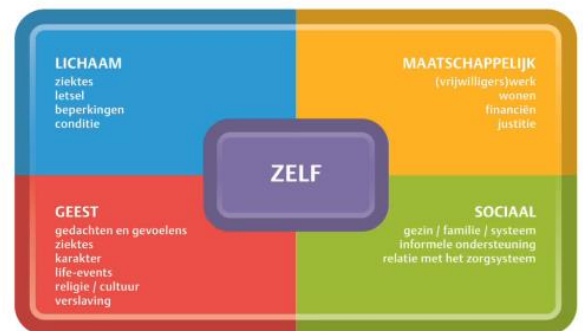 LICHAAM
ziektes
letsel
beperkingen
conditie
MAATSCHAPPELIJK
(vrijwilligers)werk
wonen
financiën
justitie
ZELF
GEEST
gedachten en gevoelens
ziektes
karakter
life-events
religie / cultuur
verslaving
SOCIAAL
gezin / familie / systeem
informele ondersteuning
relatie met het zorgsysteem